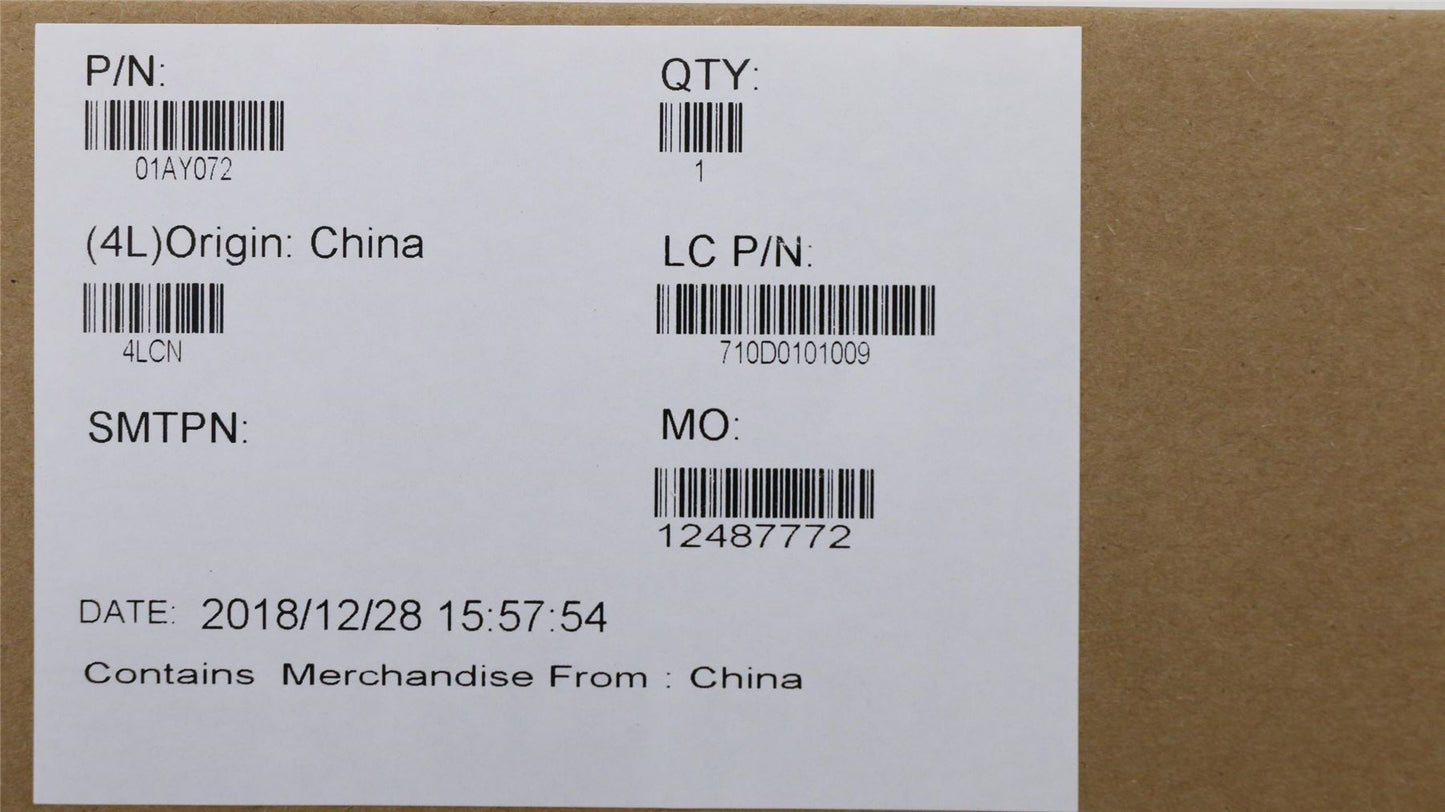 P/N:
01AY072
QTY:
1
(4L)Origin: China
4LCN
LC P/N:
710D0101009
SMTPN:
MO:
12487772
DATE: 2018/12/28 15:57:54
Contains Merchandise From : China